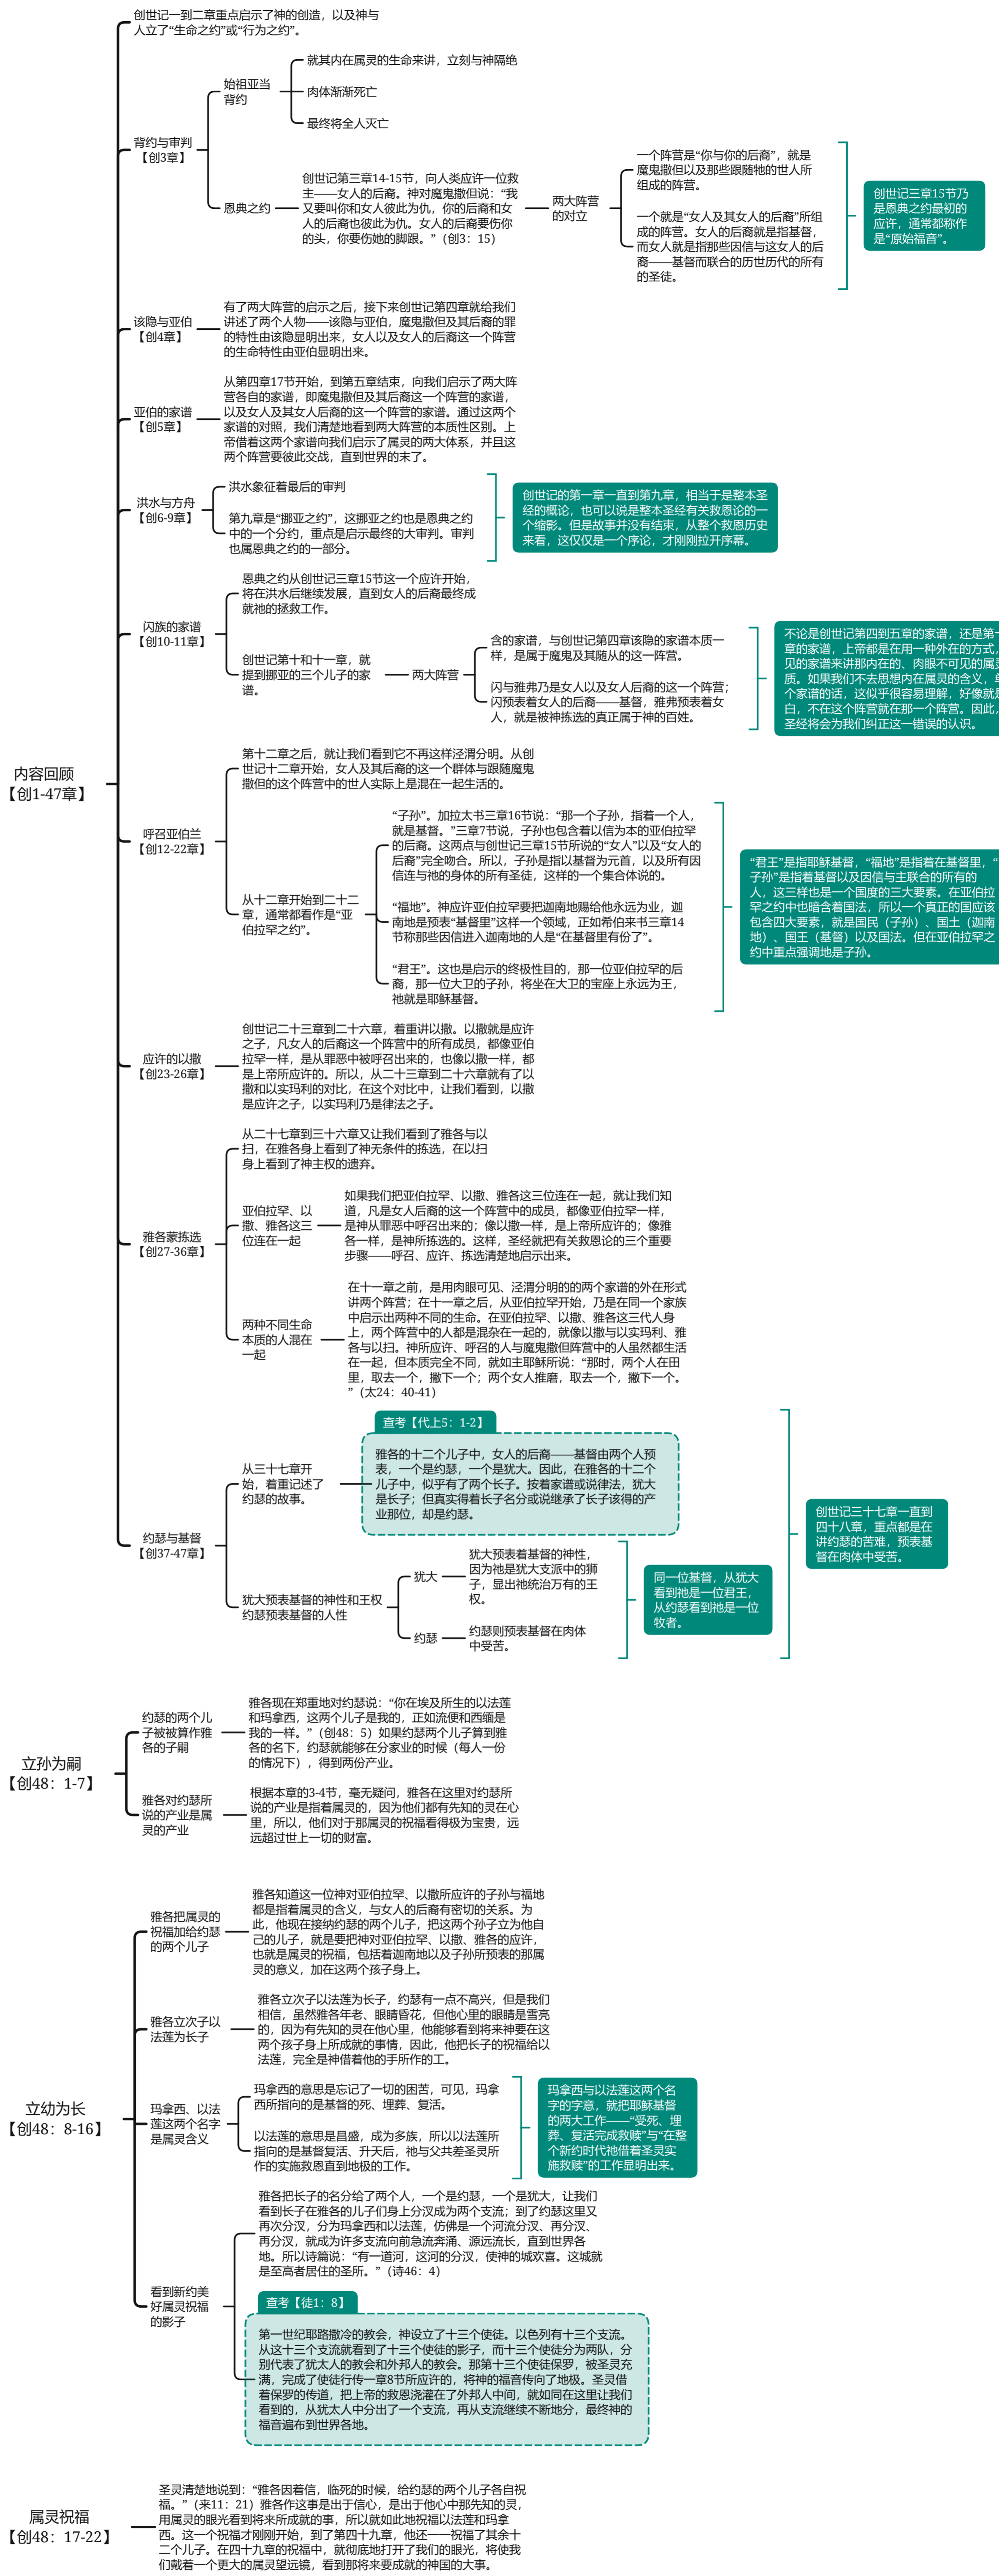 内容回顾
【创1-47章】
创世记一到二章重点启示了神的创造，以及神与
人立了“生命之约”或“行为之约”。
背约与审判
【创3章】
始祖亚当
背约
就其内在属灵的生命来讲，立刻与神隔绝
肉体渐渐死亡
最终将全人灭亡
恩典之约
创世记第三章14-15节，向人类应许一位救
主——女人的后裔。神对魔鬼撒但说：“我
又要叫你和女人彼此为仇，你的后裔和女
人的后裔也彼此为仇。女人的后裔要伤你
的头，你要伤她的脚跟。”（创3：15）
两大阵营
的对立
一个阵营是“你与你的后裔”，就是
魔鬼撒但以及那些跟随牠的世人所
组成的阵营。
一个就是“女人及其女人的后裔”所组
成的阵营。女人的后裔就是指基督，
而女人就是指那些因信与这女人的后
裔——基督而联合的历世历代的所有
的圣徒。
创世记三章15节乃
是恩典之约最初的
应许，通常都称作
是“原始福音”。
该隐与亚伯
【创4章】
有了两大阵营的启示之后，接下来创世记第四章就给我们
讲述了两个人物——该隐与亚伯，魔鬼撒但及其后裔的罪
的特性由该隐显明出来，女人以及女人的后裔这一个阵营
的生命特性由亚伯显明出来。
亚伯的家谱
【创5章】
从第四章17节开始，到第五章结束，向我们启示了两大阵
营各自的家谱，即魔鬼撒但及其后裔这一个阵营的家谱，
以及女人及其女人后裔的这一个阵营的家谱。通过这两个
家谱的对照，我们清楚地看到两大阵营的本质性区别。上
帝借着这两个家谱向我们启示了属灵的两大体系，并且这
两个阵营要彼此交战，直到世界的末了。
洪水与方舟
【创6-9章】
洪水象征着最后的审判
第九章是“挪亚之约”，这挪亚之约也是恩典之约
中的一个分约，重点是启示最终的大审判。审判
也属恩典之约的一部分。
创世记的第一章一直到第九章，相当于是整本圣
经的概论，也可以说是整本圣经有关救恩论的一
个缩影。但是故事并没有结束，从整个救恩历史
来看，这仅仅是一个序论，才刚刚拉开序幕。
闪族的家谱
【创10-11章】
恩典之约从创世记三章15节这一个应许开始，
将在洪水后继续发展，直到女人的后裔最终成
就祂的拯救工作。
创世记第十和十一章，就
提到挪亚的三个儿子的家
谱。
两大阵营
含的家谱，与创世记第四章该隐的家谱本质一
样，是属于魔鬼及其随从的这一阵营。
闪与雅弗乃是女人以及女人后裔的这一个阵营；
闪预表着女人的后裔——基督，雅弗预表着女
人，就是被神拣选的真正属于神的百姓。
不论是创世记第四到五章的家谱，还是第一
章的家谱，上帝都是在用一种外在的方式，
见的家谱来讲那内在的、肉眼不可见的属灵
质。如果我们不去思想内在属灵的含义，单
个家谱的话，这似乎很容易理解，好像就是
白，不在这个阵营就在那一个阵营。因此，
圣经将会为我们纠正这一错误的认识。
呼召亚伯兰
【创12-22章】
第十二章之后，就让我们看到它不再这样泾渭分明。从创
世记十二章开始，女人及其后裔的这一个群体与跟随魔鬼
撒但的这个阵营中的世人实际上是混在一起生活的。
从十二章开始到二十二
章，通常都看作是“亚
伯拉罕之约”。
“子孙”。加拉太书三章16节说：“那一个子孙，指着一个人，
就是基督。”三章7节说，子孙也包含着以信为本的亚伯拉罕
的后裔。这两点与创世记三章15节所说的“女人”以及“女人的
后裔”完全吻合。所以，子孙是指以基督为元首，以及所有因
信连与祂的身体的所有圣徒，这样的一个集合体说的。
“福地”。神应许亚伯拉罕要把迦南地赐给他永远为业，迦
南地是预表“基督里”这样一个领域，正如希伯来书三章14
节称那些因信进入迦南地的人是“在基督里有份了”。
“君王”。这也是启示的终极性目的，那一位亚伯拉罕的后
裔，那一位大卫的子孙，将坐在大卫的宝座上永远为王，
祂就是耶稣基督。
“君王”是指耶稣基督，“福地”是指着在基督里，“
子孙”是指着基督以及因信与主联合的所有的
人，这三样也是一个国度的三大要素。在亚伯拉
罕之约中也暗含着国法，所以一个真正的国应该
包含四大要素，就是国民（子孙）、国土（迦南
地）、国王（基督）以及国法。但在亚伯拉罕之
约中重点强调地是子孙。
应许的以撒
【创23-26章】
创世记二十三章到二十六章，着重讲以撒。以撒就是应许
之子，凡女人的后裔这一个阵营中的所有成员，都像亚伯
拉罕一样，是从罪恶中被呼召出来的，也像以撒一样，都
是上帝所应许的。所以，从二十三章到二十六章就有了以
撒和以实玛利的对比，在这个对比中，让我们看到，以撒
是应许之子，以实玛利乃是律法之子。
雅各蒙拣选
【创27-36章】
从二十七章到三十六章又让我们看到了雅各与以
扫，在雅各身上看到了神无条件的拣选，在以扫
身上看到了神主权的遗弃。
亚伯拉罕、以
撒、雅各这三
位连在一起
如果我们把亚伯拉罕、以撒、雅各这三位连在一起，就让我们知
道，凡是女人后裔的这一个阵营中的成员，都像亚伯拉罕一样，
是神从罪恶中呼召出来的；像以撒一样，是上帝所应许的；像雅
各一样，是神所拣选的。这样，圣经就把有关救恩论的三个重要
步骤——呼召、应许、拣选清楚地启示出来。
两种不同生命
本质的人混在
一起
在十一章之前，是用肉眼可见、泾渭分明的的两个家谱的外在形式
讲两个阵营；在十一章之后，从亚伯拉罕开始，乃是在同一个家族
中启示出两种不同的生命。在亚伯拉罕、以撒、雅各这三代人身
上，两个阵营中的人都是混杂在一起的，就像以撒与以实玛利、雅
各与以扫。神所应许、呼召的人与魔鬼撒但阵营中的人虽然都生活
在一起，但本质完全不同，就如主耶稣所说：“那时，两个人在田
里，取去一个，撇下一个；两个女人推磨，取去一个，撇下一个。
”（太24：40-41）
约瑟与基督
【创37-47章】
从三十七章开
始，着重记述了
约瑟的故事。
查考【代上5：1-2】
雅各的十二个儿子中，女人的后裔——基督由两个人预
表，一个是约瑟，一个是犹大。因此，在雅各的十二个
儿子中，似乎有了两个长子。按着家谱或说律法，犹大
是长子；但真实得着长子名分或说继承了长子该得的产
业那位，却是约瑟。
犹大预表基督的神性和王权
约瑟预表基督的人性
犹大
犹大预表着基督的神性，
因为祂是犹大支派中的狮
子，显出祂统治万有的王
权。
约瑟
约瑟则预表基督在肉体
中受苦。
同一位基督，从犹大
看到祂是一位君王，
从约瑟看到祂是一位
牧者。
创世记三十七章一直到
四十八章，重点都是在
讲约瑟的苦难，预表基
督在肉体中受苦。
立孙为嗣
【创48：1-7】
约瑟的两个儿
子被被算作雅
各的子嗣
雅各现在郑重地对约瑟说：“你在埃及所生的以法莲
和玛拿西，这两个儿子是我的，正如流便和西缅是
我的一样。”（创48：5）如果约瑟两个儿子算到雅
各的名下，约瑟就能够在分家业的时候（每人一份
的情况下），得到两份产业。
雅各对约瑟所
说的产业是属
灵的产业
根据本章的3-4节，毫无疑问，雅各在这里对约瑟所
说的产业是指着属灵的，因为他们都有先知的灵在心
里，所以，他们对于那属灵的祝福看得极为宝贵，远
远超过世上一切的财富。
立幼为长
【创48：8-16】
雅各把属灵的
祝福加给约瑟
的两个儿子
雅各知道这一位神对亚伯拉罕、以撒所应许的子孙与福地
都是指着属灵的含义，与女人的后裔有密切的关系。为
此，他现在接纳约瑟的两个儿子，把这两个孙子立为他自
己的儿子，就是要把神对亚伯拉罕、以撒、雅各的应许，
也就是属灵的祝福，包括着迦南地以及子孙所预表的那属
灵的意义，加在这两个孩子身上。
雅各立次子以
法莲为长子
雅各立次子以法莲为长子，约瑟有一点不高兴，但是我们
相信，虽然雅各年老、眼睛昏花，但他心里的眼睛是雪亮
的，因为有先知的灵在他心里，他能够看到将来神要在这
两个孩子身上所成就的事情，因此，他把长子的祝福给以
法莲，完全是神借着他的手所作的工。
玛拿西、以法
莲这两个名字
是属灵含义
玛拿西的意思是忘记了一切的困苦，可见，玛拿
西所指向的是基督的死、埋葬、复活。
以法莲的意思是昌盛，成为多族，所以以法莲所
指向的是基督复活、升天后，祂与父共差圣灵所
作的实施救恩直到地极的工作。
玛拿西与以法莲这两个名
字的字意，就把耶稣基督
的两大工作——“受死、埋
葬、复活完成救赎”与“在整
个新约时代祂借着圣灵实
施救赎”的工作显明出来。
看到新约美
好属灵祝福
的影子
雅各把长子的名分给了两个人，一个是约瑟，一个是犹大，让我们
看到长子在雅各的儿子们身上分汊成为两个支流；到了约瑟这里又
再次分汊，分为玛拿西和以法莲，仿佛是一个河流分汊、再分汊、
再分汊，就成为许多支流向前急流奔涌、源远流长，直到世界各
地。所以诗篇说：“有一道河，这河的分汊，使神的城欢喜。这城就
是至高者居住的圣所。”（诗46：4）
查考【徒1：8】
第一世纪耶路撒冷的教会，神设立了十三个使徒。以色列有十三个支流。
从这十三个支流就看到了十三个使徒的影子，而十三个使徒分为两队，分
别代表了犹太人的教会和外邦人的教会。那第十三个使徒保罗，被圣灵充
满，完成了使徒行传一章8节所应许的，将神的福音传向了地极。圣灵借
着保罗的传道，把上帝的救恩浇灌在了外邦人中间，就如同在这里让我们
看到的，从犹太人中分出了一个支流，再从支流继续不断地分，最终神的
福音遍布到世界各地。
属灵祝福
【创48：17-22】
圣灵清楚地说到：“雅各因着信，临死的时候，给约瑟的两个儿子各自祝
福。”（来11：21）雅各作这事是出于信心，是出于他心中那先知的灵，
用属灵的眼光看到将来所成就的事，所以就如此地祝福以法莲和玛拿
西。这一个祝福才刚刚开始，到了第四十九章，他还一一祝福了其余十
二个儿子。在四十九章的祝福中，就彻底地打开了我们的眼光，将使我
们戴着一个更大的属灵望远镜，看到那将来要成就的神国的大事。